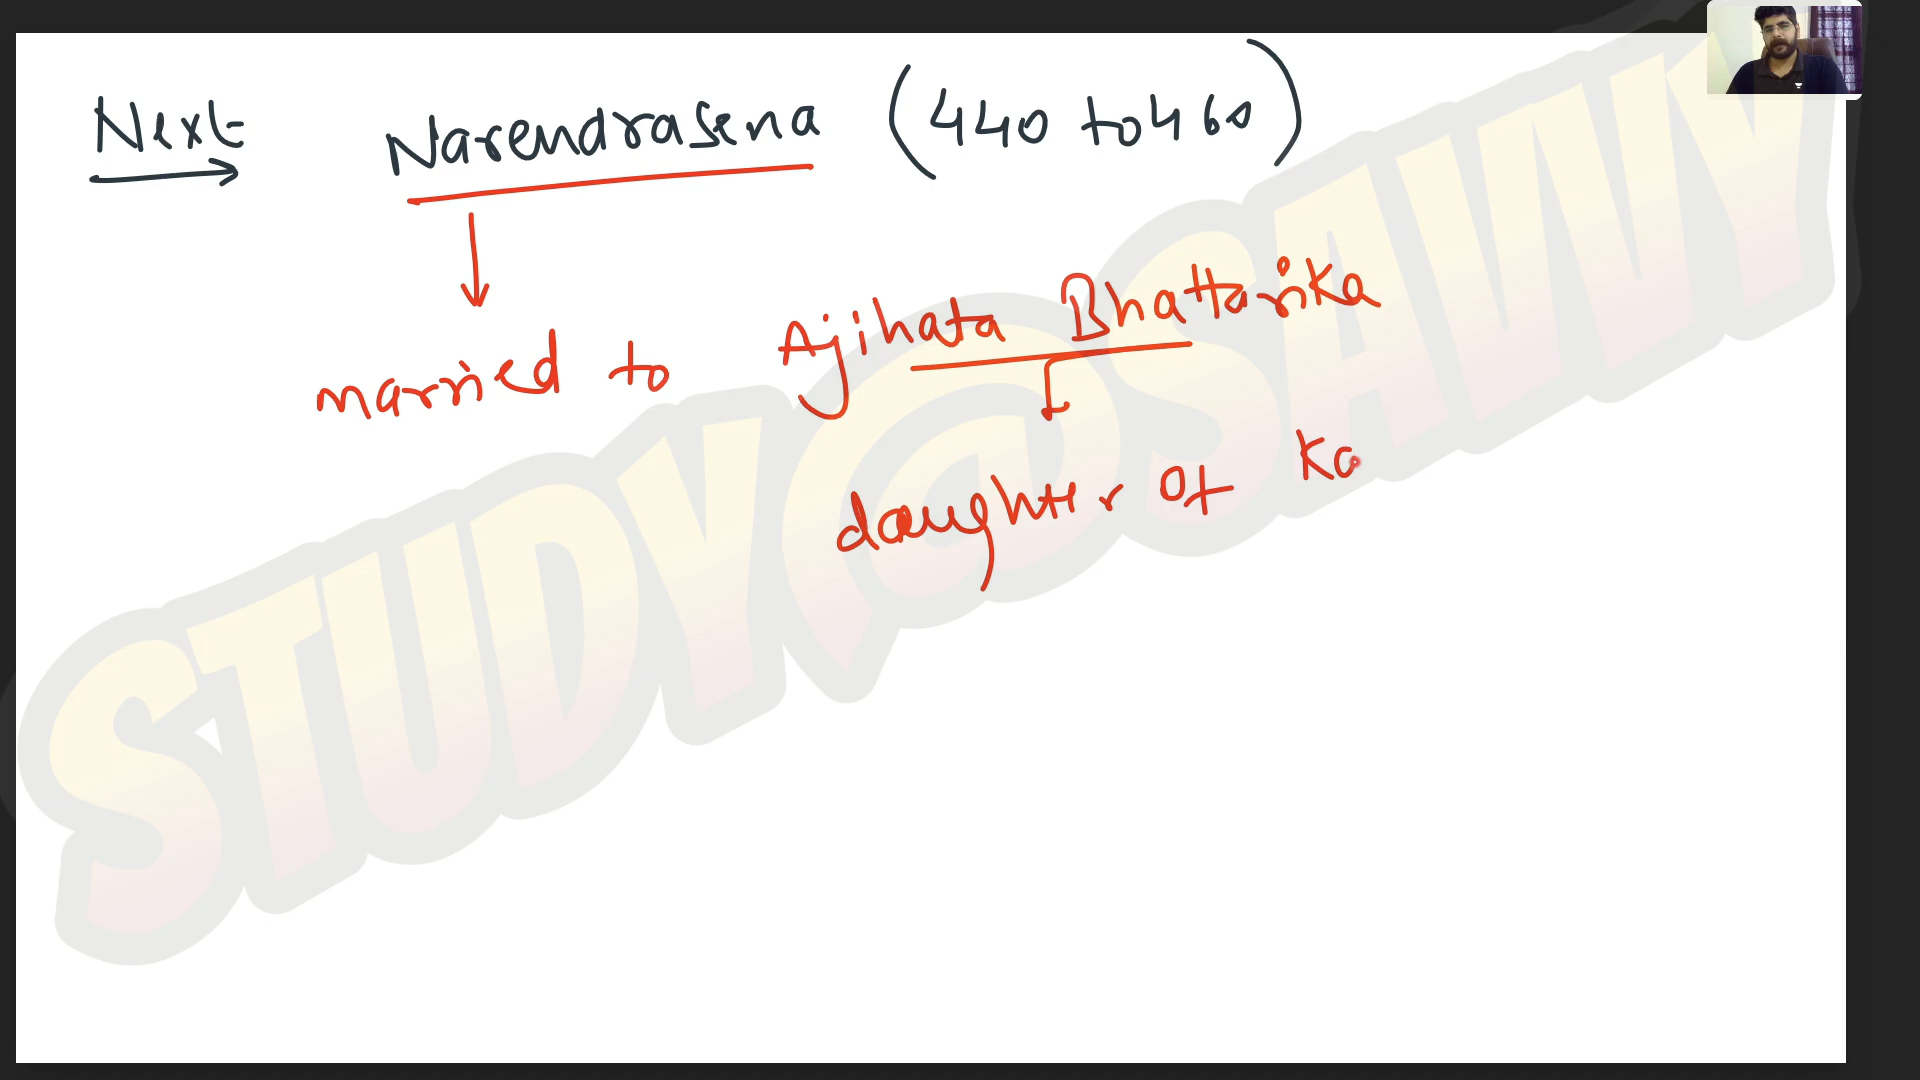 Next Narendrasena (440 to 460)
married to Ajihata Bhattarika
daughter of Ka
STUDY@SAVVY